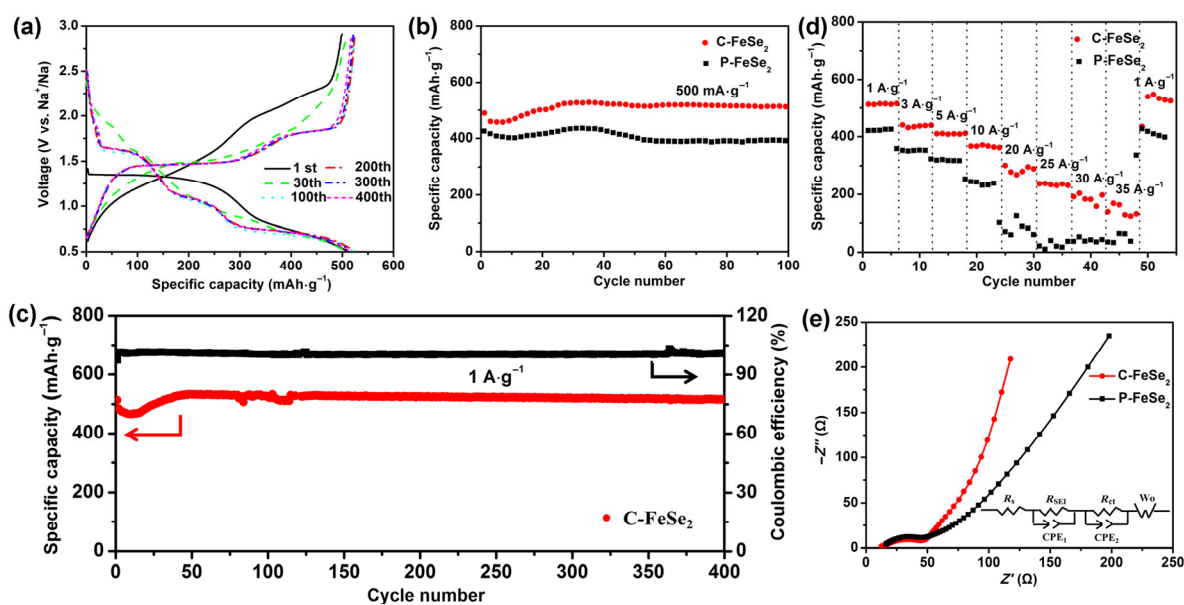 (a)
3.0
2.5
2.0
1.5
1.0
0.5
Voltage (V vs. Na⁺/Na)
1 st
30th
100th
200th
300th
400th
0 100 200 300 400 500 600
Specific capacity (mAh·g⁻¹)
(b)
800
600
400
200
0
Specific capacity (mAh·g⁻¹)
C-FeSe₂
P-FeSe₂
500 mA·g⁻¹
0 20 40 60 80 100
Cycle number
(d)
800
600
400
200
0
Specific capacity (mAh·g⁻¹)
C-FeSe₂
P-FeSe₂
1 A·g⁻¹
3 A·g⁻¹
5 A·g⁻¹
10 A·g⁻¹
20 A·g⁻¹
25 A·g⁻¹
30 A·g⁻¹
35 A·g⁻¹
1 A·g⁻¹
0 10 20 30 40 50
Cycle number
(c)
800
700
600
500
400
300
200
100
0
Specific capacity (mAh·g⁻¹)
1 A·g⁻¹
C-FeSe₂
120
90
60
30
0
Coulombic efficiency (%)
0 50 100 150 200 250 300 350 400
Cycle number
(e)
-250
-200
-150
-100
-50
0
−Z″ (Ω)
C-FeSe₂
P-FeSe₂
Rₛ R_SEI R_ct Wo
CPE₁ CPE₂
0 50 100 150 200 250
Z′ (Ω)